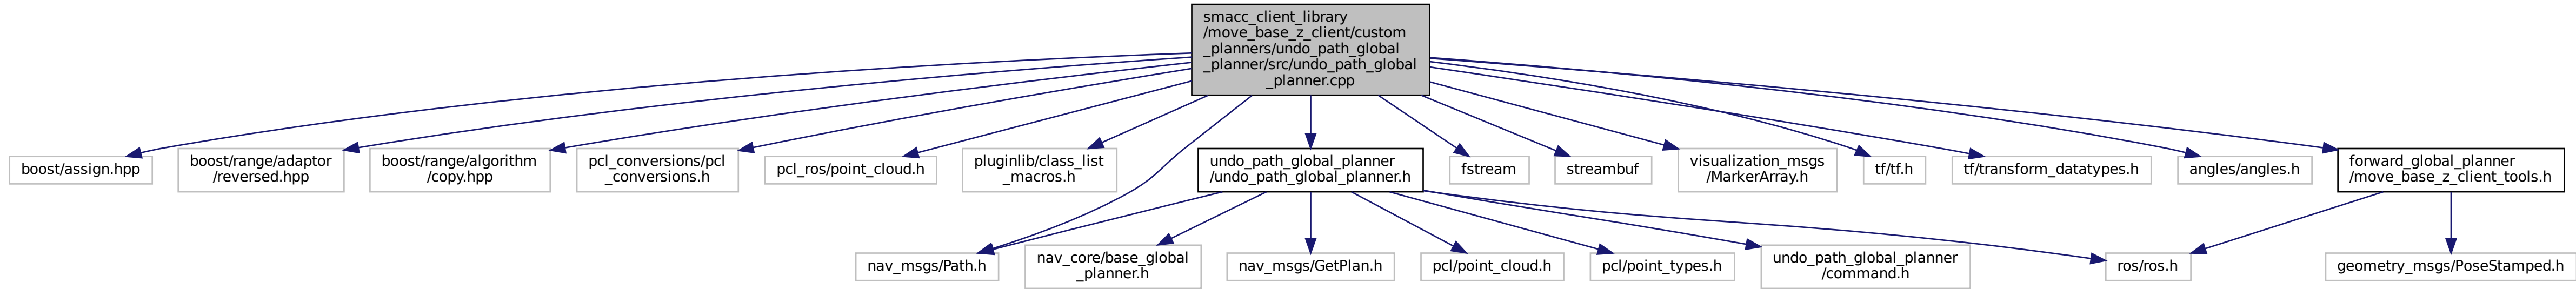 smacc_client_library
/move_base_z_client/custom
_planners/undo_path_global
_planner/src/undo_path_global
_planner.cpp
boost/assign.hpp
boost/range/adaptor
/reversed.hpp
boost/range/algorithm
/copy.hpp
pcl_conversions/pcl
_conversions.h
pcl_ros/point_cloud.h
pluginlib/class_list
_macros.h
undo_path_global_planner
/undo_path_global_planner.h
fstream
streambuf
visualization_msgs
/MarkerArray.h
tf/tf.h
tf/transform_datatypes.h
angles/angles.h
forward_global_planner
/move_base_z_client_tools.h
nav_msgs/Path.h
nav_core/base_global
_planner.h
nav_msgs/GetPlan.h
pcl/point_cloud.h
pcl/point_types.h
undo_path_global_planner
/command.h
ros/ros.h
geometry_msgs/PoseStamped.h